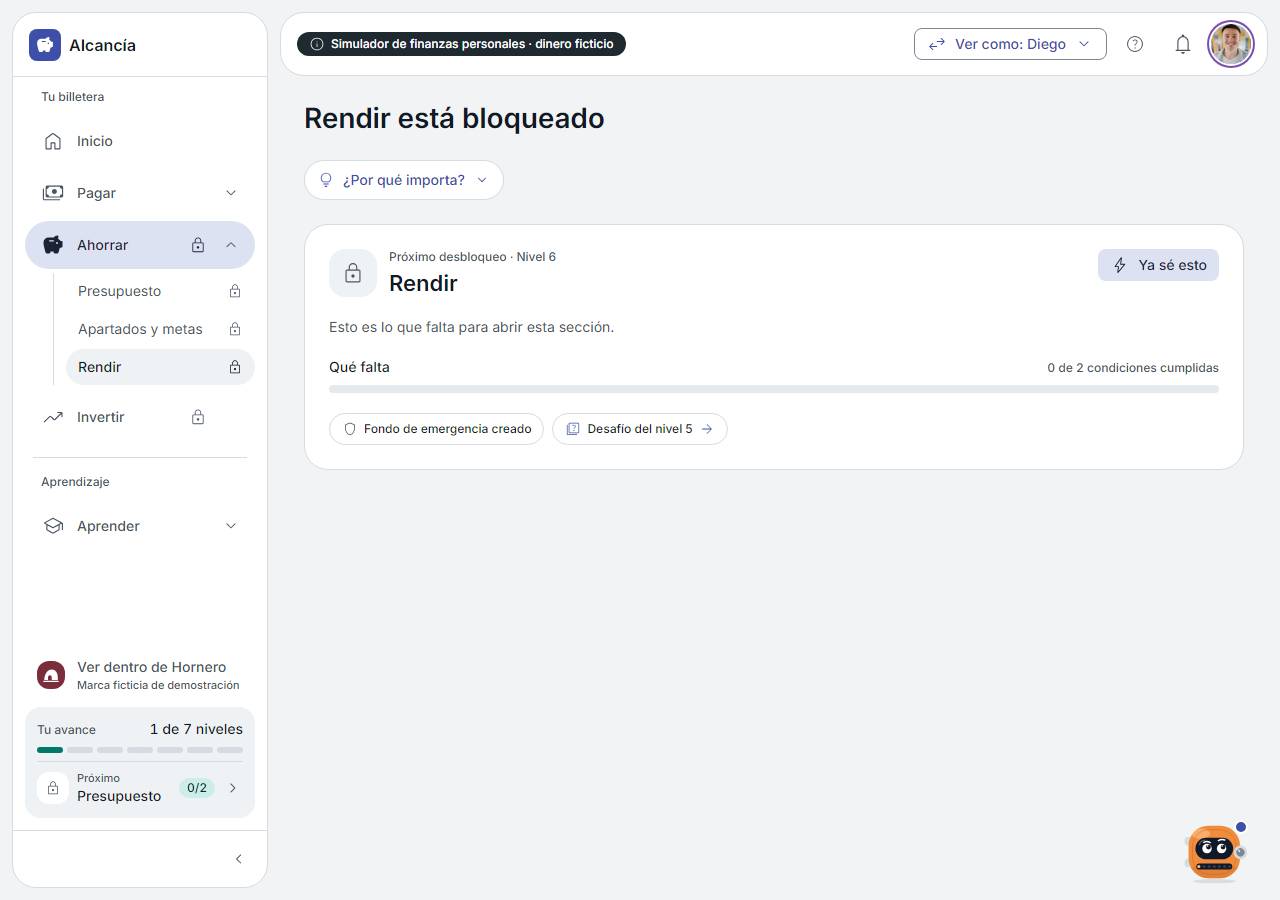 Alcancía
Tu billetera
Inicio
Pagar
Ahorrar
Presupuesto
Apartados y metas
Rendir
Invertir
Aprendizaje
Aprender
Ver dentro de Hornero
Marca ficticia de demostración
Tu avance
1 de 7 niveles
Próximo
Presupuesto
0/2
Simulador de finanzas personales · dinero ficticio
Ver como: Diego
Rendir está bloqueado
¿Por qué importa?
Próximo desbloqueo · Nivel 6
Rendir
Ya sé esto
Esto es lo que falta para abrir esta sección.
Qué falta
0 de 2 condiciones cumplidas
Fondo de emergencia creado
Desafío del nivel 5